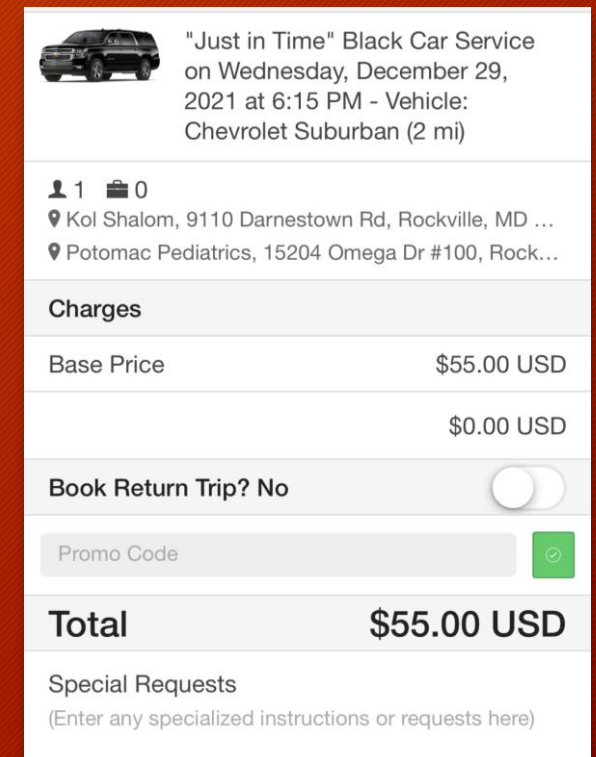 "Just in Time" Black Car Service
on Wednesday, December 29,
2021 at 6:15 PM - Vehicle:
Chevrolet Suburban (2 mi)
1 0
Kol Shalom, 9110 Darnestown Rd, Rockville, MD ...
Potomac Pediatrics, 15204 Omega Dr #100, Rock...
Charges
Base Price $55.00 USD
$0.00 USD
Book Return Trip? No
Promo Code
Total $55.00 USD
Special Requests
(Enter any specialized instructions or requests here)